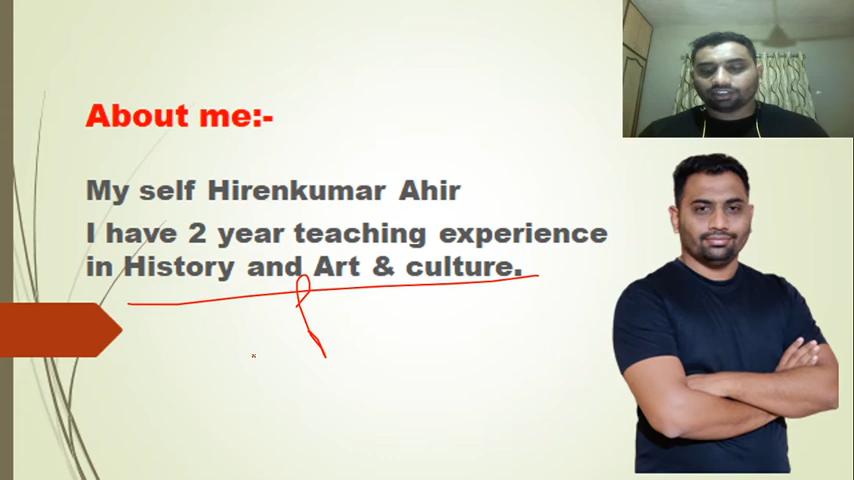 About me:-
My self Hirenkumar Ahir
I have 2 year teaching experience
in History and Art & culture.